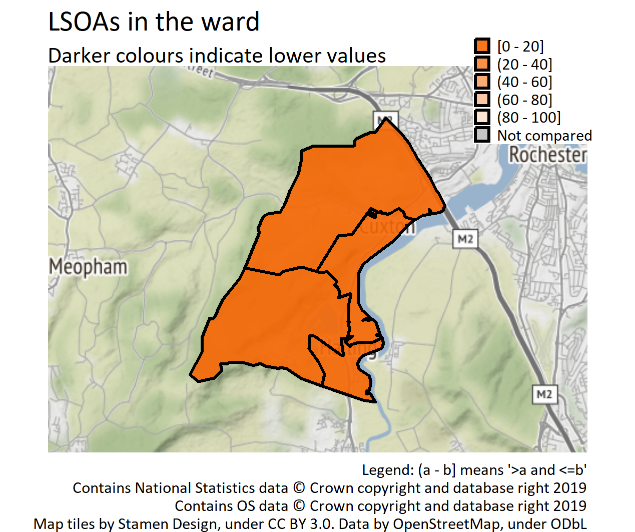 LSOAs in the ward
Darker colours indicate lower values
[0 - 20]
(20 - 40]
(40 - 60]
(60 - 80]
(80 - 100]
Not compared
M2
Rochester
Cuxton
M2
Meopham
M2
Legend: (a - b] means '>a and <=b'
Contains National Statistics data © Crown copyright and database right 2019
Contains OS data © Crown copyright and database right 2019
Map tiles by Stamen Design, under CC BY 3.0. Data by OpenStreetMap, under ODbL